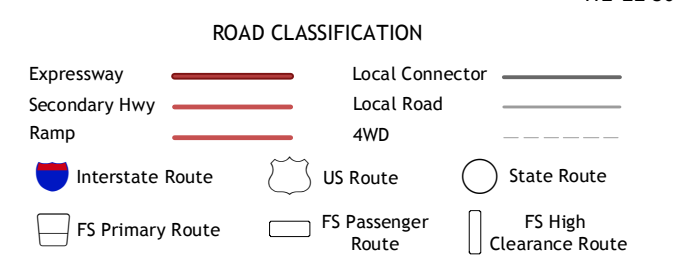 ROAD CLASSIFICATION
Expressway
Local Connector
Secondary Hwy
Local Road
Ramp
4WD
Interstate Route
US Route
State Route
FS Primary Route
FS Passenger
Route
FS High
Clearance Route